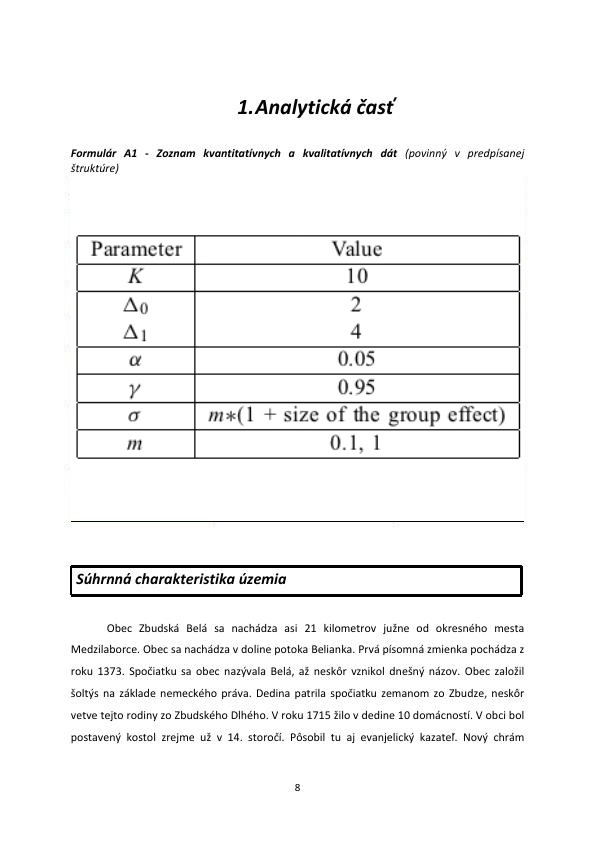 1.Analytická časť
Formulár A1 - Zoznam kvantitatívnych a kvalitatívnych dát (povinný v predpísanej
štruktúre)
Parameter Value
K 10
Δ0 2
Δ1 4
α 0.05
γ 0.95
σ m*(1 + size of the group effect)
m 0.1, 1
Súhrnná charakteristika územia
Obec Zbudská Belá sa nachádza asi 21 kilometrov južne od okresného mesta
Medzilaborce. Obec sa nachádza v doline potoka Belianka. Prvá písomná zmienka pochádza z
roku 1373. Spočiatku sa obec nazývala Belá, až neskôr vznikol dnešný názov. Obec založil
šoltýs na základe nemeckého práva. Dedina patrila spočiatku zemanom zo Zbudze, neskôr
vetve tejto rodiny zo Zbudského Dlhého. V roku 1715 žilo v dedine 10 domácností. V obci bol
postavený kostol zrejme už v 14. storočí. Pôsobil tu aj evanjelický kazateľ. Nový chrám
8